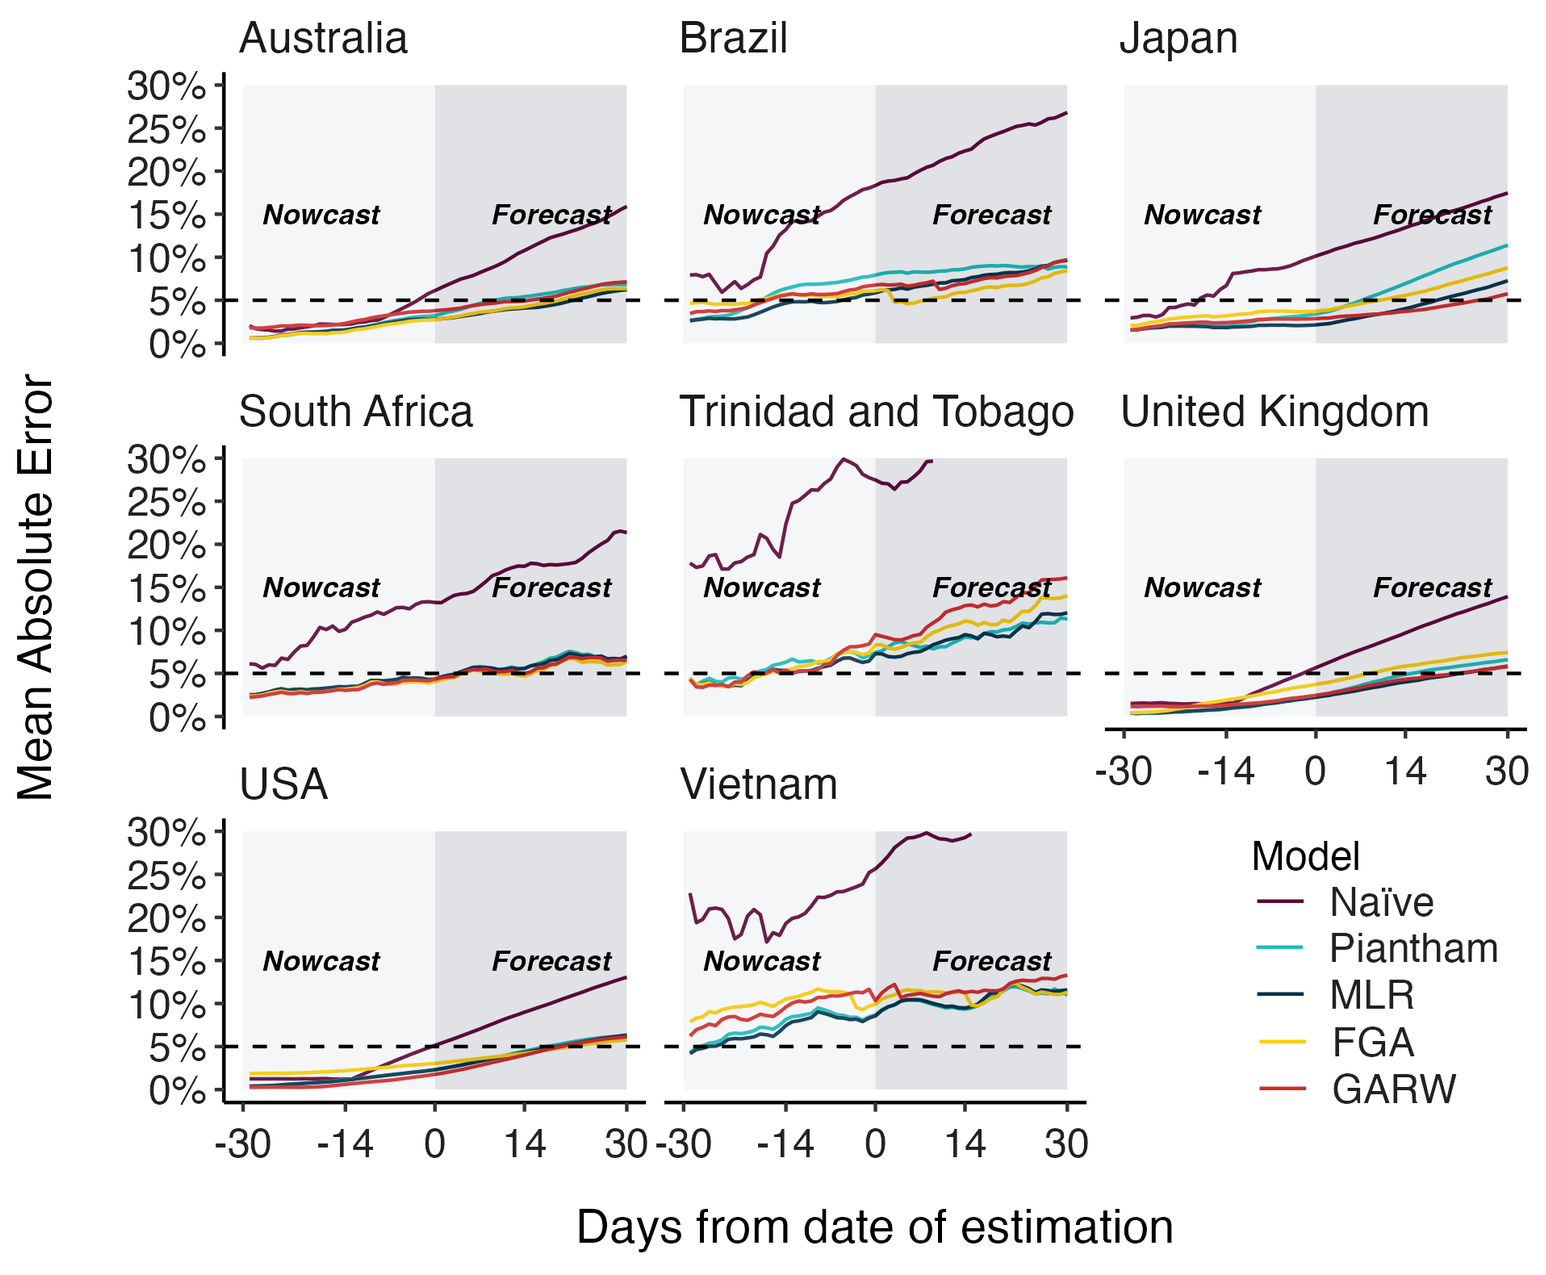 Australia
Brazil
Japan
30%
25%
20%
15%
10%
5%
0%
Nowcast
Forecast
Nowcast
Forecast
Nowcast
Forecast
Mean Absolute Error
South Africa
Trinidad and Tobago
United Kingdom
30%
25%
20%
15%
10%
5%
0%
Nowcast
Forecast
Nowcast
Forecast
Nowcast
Forecast
-30 -14 0 14 30
USA
Vietnam
30%
25%
20%
15%
10%
5%
0%
Nowcast
Forecast
Nowcast
Forecast
-30 -14 0 14 30
-30 -14 0 14 30
Model
Naïve
Piantham
MLR
FGA
GARW
Days from date of estimation